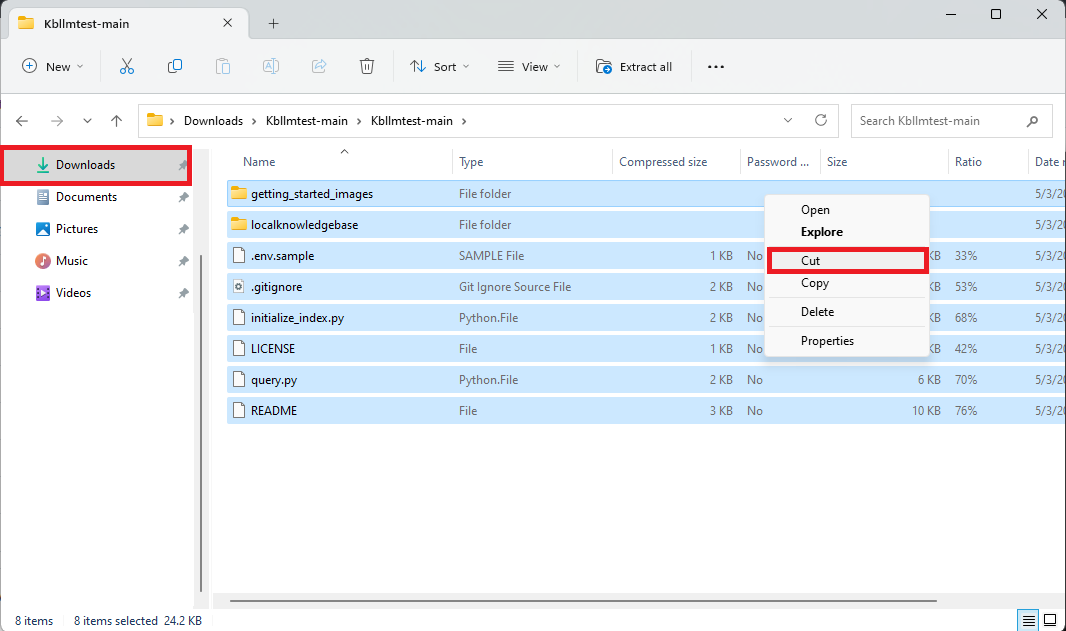 Kbllmtest-main
New
Sort
View
Extract all
Downloads > Kbllmtest-main > Kbllmtest-main >
Search Kbllmtest-main
Downloads
Documents
Pictures
Music
Videos
Name Type Compressed size Password ... Size Ratio Date
getting_started_images File folder 5/3/20
localknowledgebase File folder 5/3/20
.env.sample SAMPLE File 1 KB No KB 33% 5/3/20
.gitignore Git Ignore Source File 2 KB No KB 53% 5/3/20
initialize_index.py Python.File 2 KB No KB 68% 5/3/20
LICENSE File 1 KB No KB 42% 5/3/20
query.py Python.File 2 KB No 6 KB 70% 5/3/20
README File 3 KB No 10 KB 76% 5/3/20
Open
Explore
Cut
Copy
Delete
Properties
8 items 8 items selected 24.2 KB